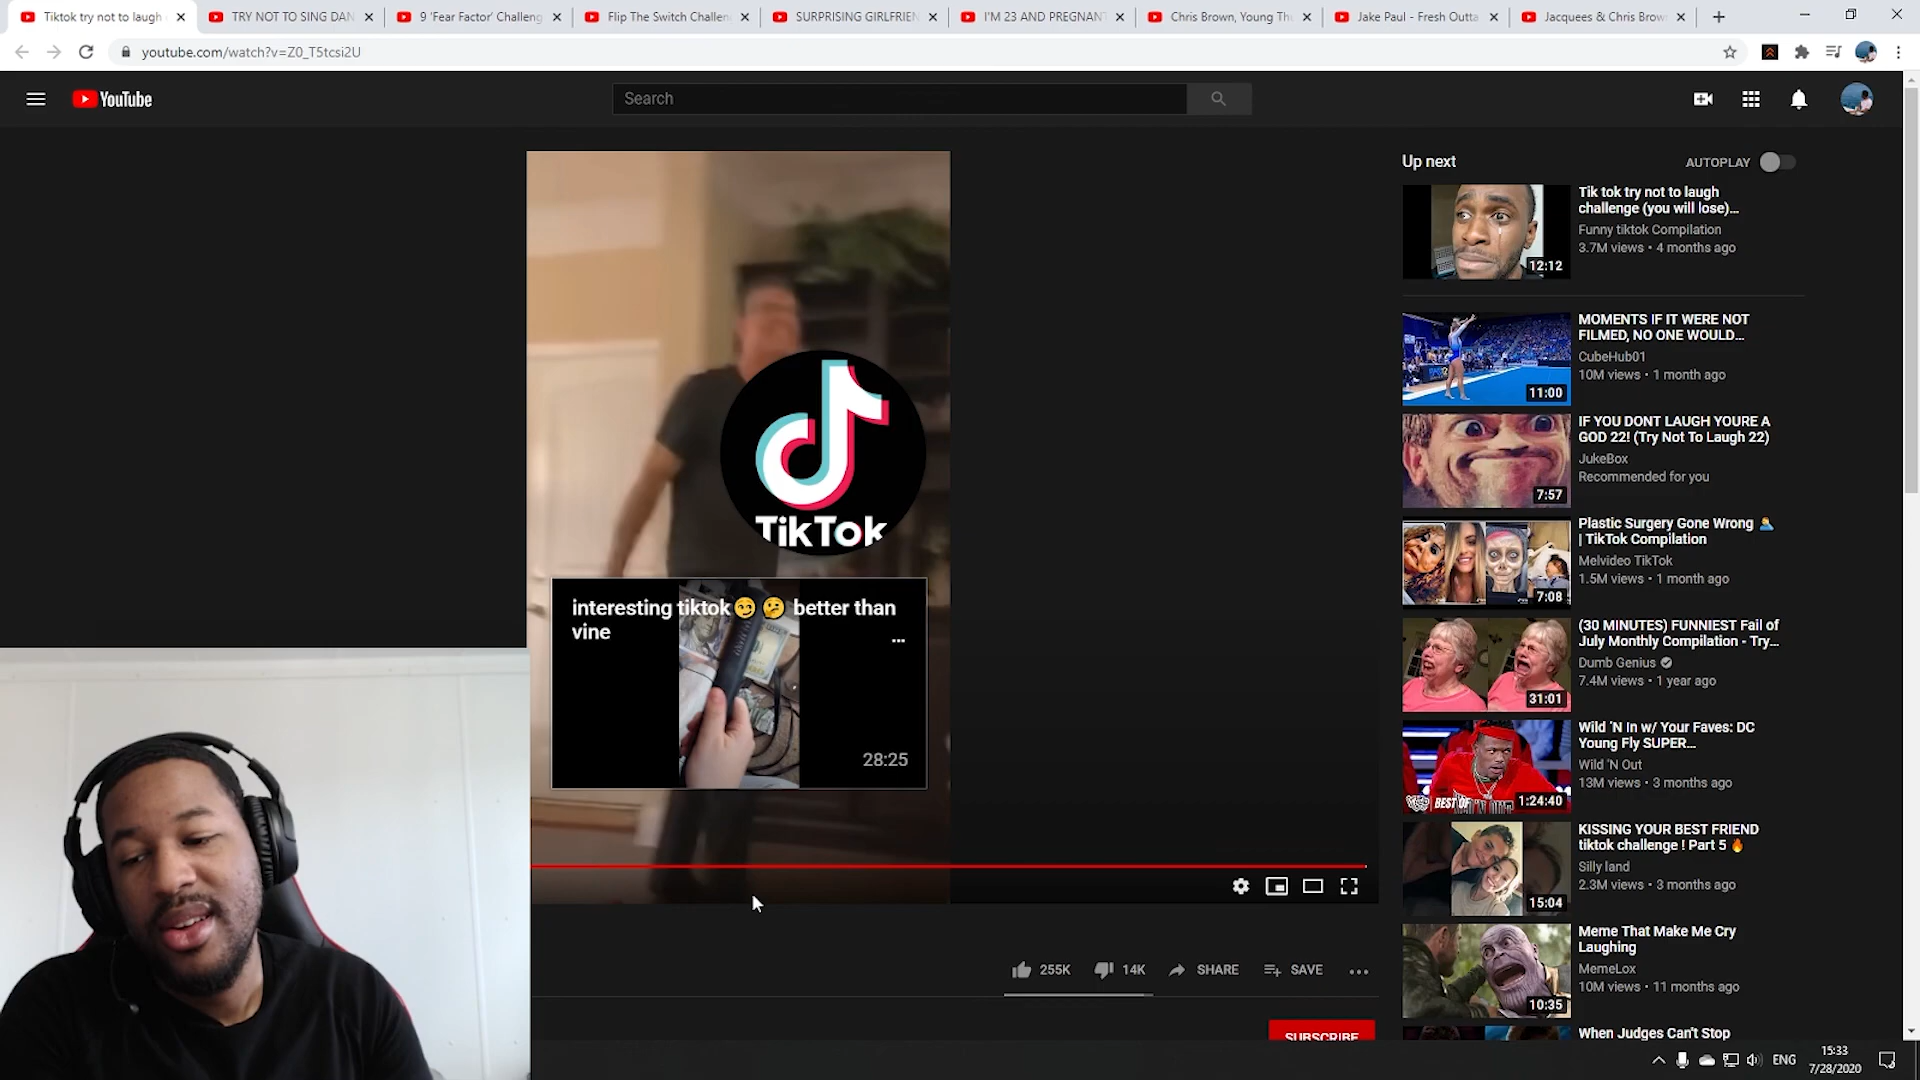 Tiktok try not to laugh
TRY NOT TO SING DAN
9 'Fear Factor' Challeng
Flip The Switch Challen
SURPRISING GIRLFRIEN
I'M 23 AND PREGNANT
Chris Brown, Young Th
Jake Paul - Fresh Outta
Jacquees & Chris Brown
youtube.com/watch?v=Z0_T5tcsi2U
YouTube
Search
TikTok
interesting tiktok😏 🤔 better than
vine
28:25
255K
14K
SHARE
SAVE
SUBSCRIBE
Up next
AUTOPLAY
Tik tok try not to laugh
challenge (you will lose)...
Funny tiktok Compilation
3.7M views • 4 months ago
12:12
MOMENTS IF IT WERE NOT
FILMED, NO ONE WOULD...
CubeHub01
10M views • 1 month ago
11:00
IF YOU DONT LAUGH YOURE A
GOD 22! (Try Not To Laugh 22)
JukeBox
Recommended for you
7:57
Plastic Surgery Gone Wrong 🤦‍♂️
| TikTok Compilation
Melvideo TikTok
1.5M views • 1 month ago
7:08
(30 MINUTES) FUNNIEST Fail of
July Monthly Compilation - Try...
Dumb Genius
7.4M views • 1 year ago
31:01
Wild 'N In w/ Your Faves: DC
Young Fly SUPER...
Wild 'N Out
13M views • 3 months ago
BEST OF
1:24:40
KISSING YOUR BEST FRIEND
tiktok challenge ! Part 5 🔥
Silly land
2.3M views • 3 months ago
15:04
Meme That Make Me Cry
Laughing
MemeLox
10M views • 11 months ago
10:35
When Judges Can't Stop
ENG
15:33
7/28/2020